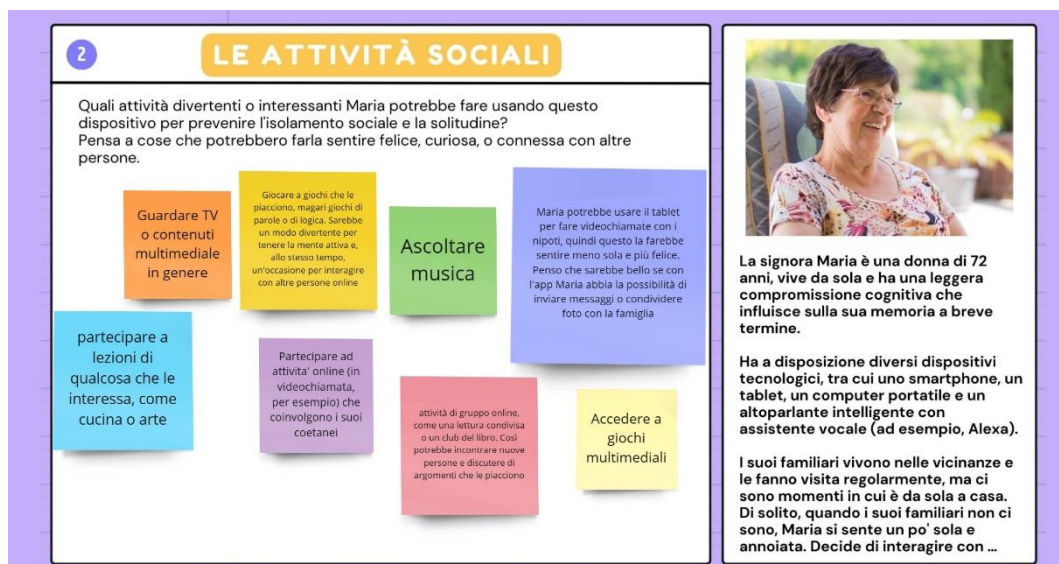 2
LE ATTIVITÀ SOCIALI
Quali attività divertenti o interessanti Maria potrebbe fare usando questo
dispositivo per prevenire l'isolamento sociale e la solitudine?
Pensa a cose che potrebbero farla sentire felice, curiosa, o connessa con altre
persone.
Guardare TV
o contenuti
multimediale
in genere
Giocare a giochi che le
piacciono, magari giochi di
parole o di logica. Sarebbe
un modo divertente per
tenere la mente attiva e,
allo stesso tempo,
un'occasione per interagire
con altre persone online
Ascoltare
musica
Maria potrebbe usare il tablet
per fare videochiamate con i
nipoti, quindi questo la farebbe
sentire meno sola e più felice.
Penso che sarebbe bello se con
l'app Maria abbia la possibilità di
inviare messaggi o condividere
foto con la famiglia
partecipare a
lezioni di
qualcosa che le
interessa, come
cucina o arte
Partecipare ad
attivita' online (in
videochiamata,
per esempio) che
coinvolgono i suoi
coetanei
attività di gruppo online,
come una lettura condivisa
o un club del libro. Così
potrebbe incontrare nuove
persone e discutere di
argomenti che le piacciono
Accedere a
giochi
multimediali
La signora Maria è una donna di 72
anni, vive da sola e ha una leggera
compromissione cognitiva che
influisce sulla sua memoria a breve
termine.
Ha a disposizione diversi dispositivi
tecnologici, tra cui uno smartphone, un
tablet, un computer portatile e un
altoparlante intelligente con
assistente vocale (ad esempio, Alexa).
I suoi familiari vivono nelle vicinanze e
le fanno visita regolarmente, ma ci
sono momenti in cui è da sola a casa.
Di solito, quando i suoi familiari non ci
sono, Maria si sente un po' sola e
annoiata. Decide di interagire con ...